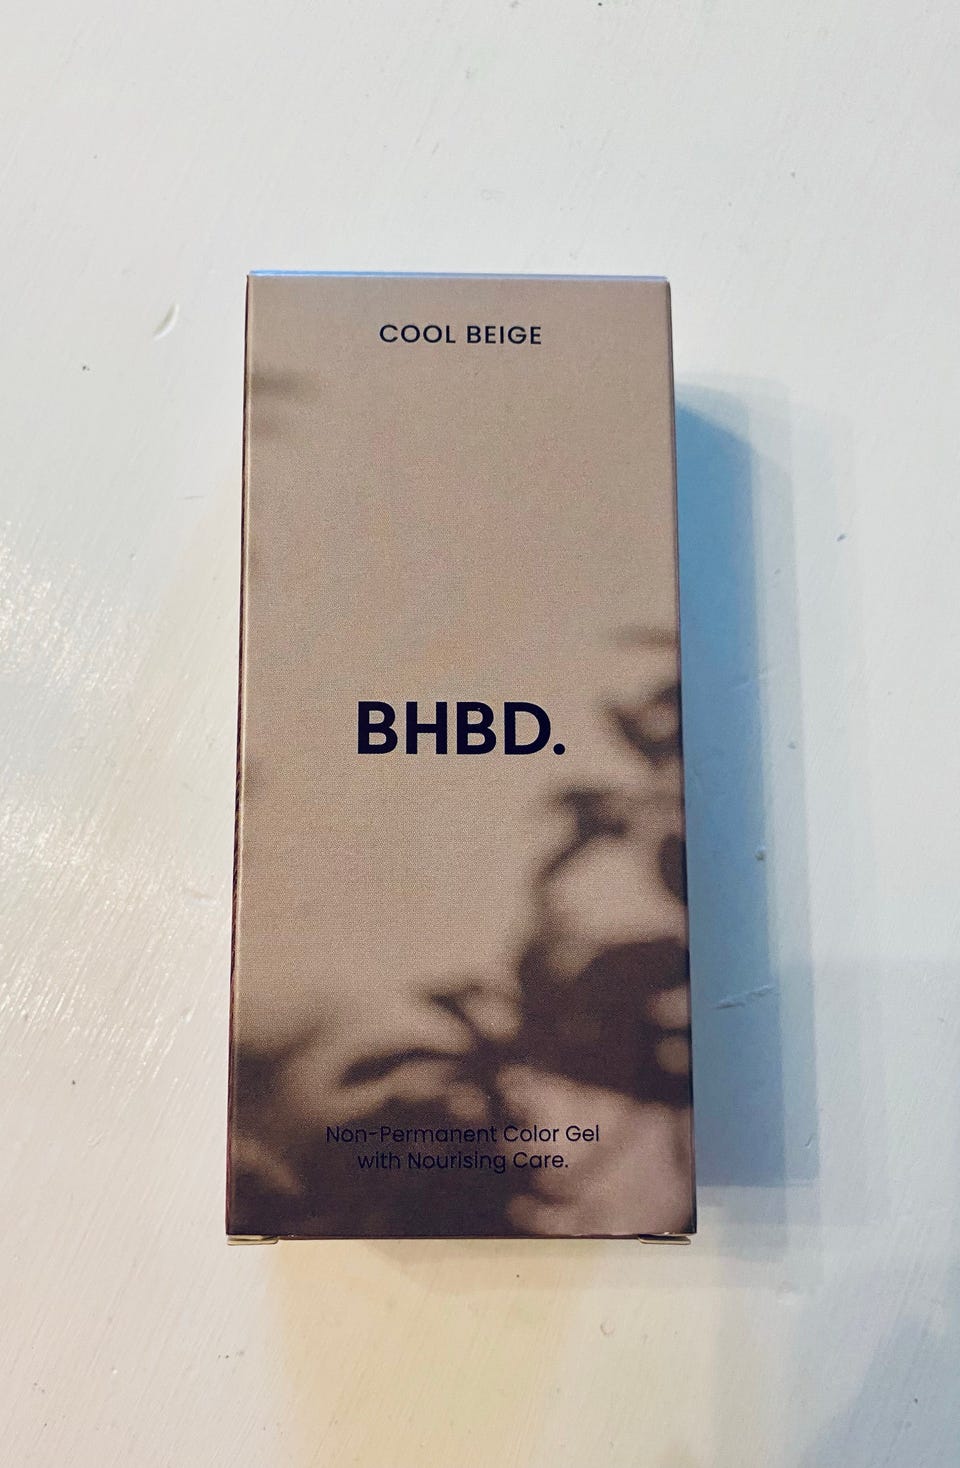 COOL BEIGE
BHBD.
Non-Permanent Color Gel
with Nourising Care.